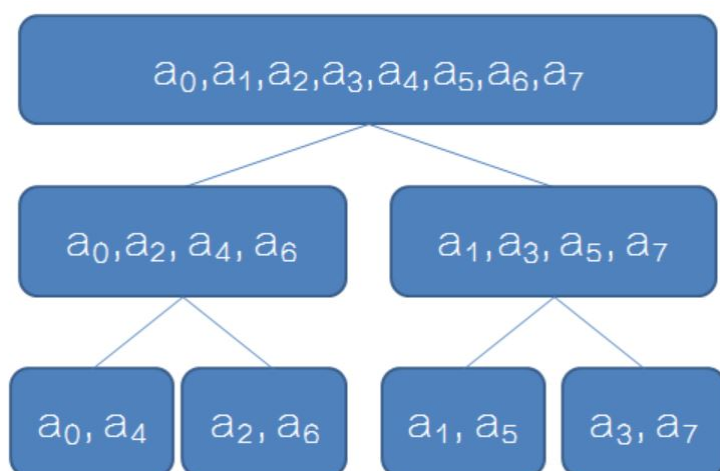 a₀,a₁,a₂,a₃,a₄,a₅,a₆,a₇
a₀,a₂, a₄, a₆
a₁,a₃, a₅, a₇
a₀, a₄
a₂, a₆
a₁, a₅
a₃, a₇